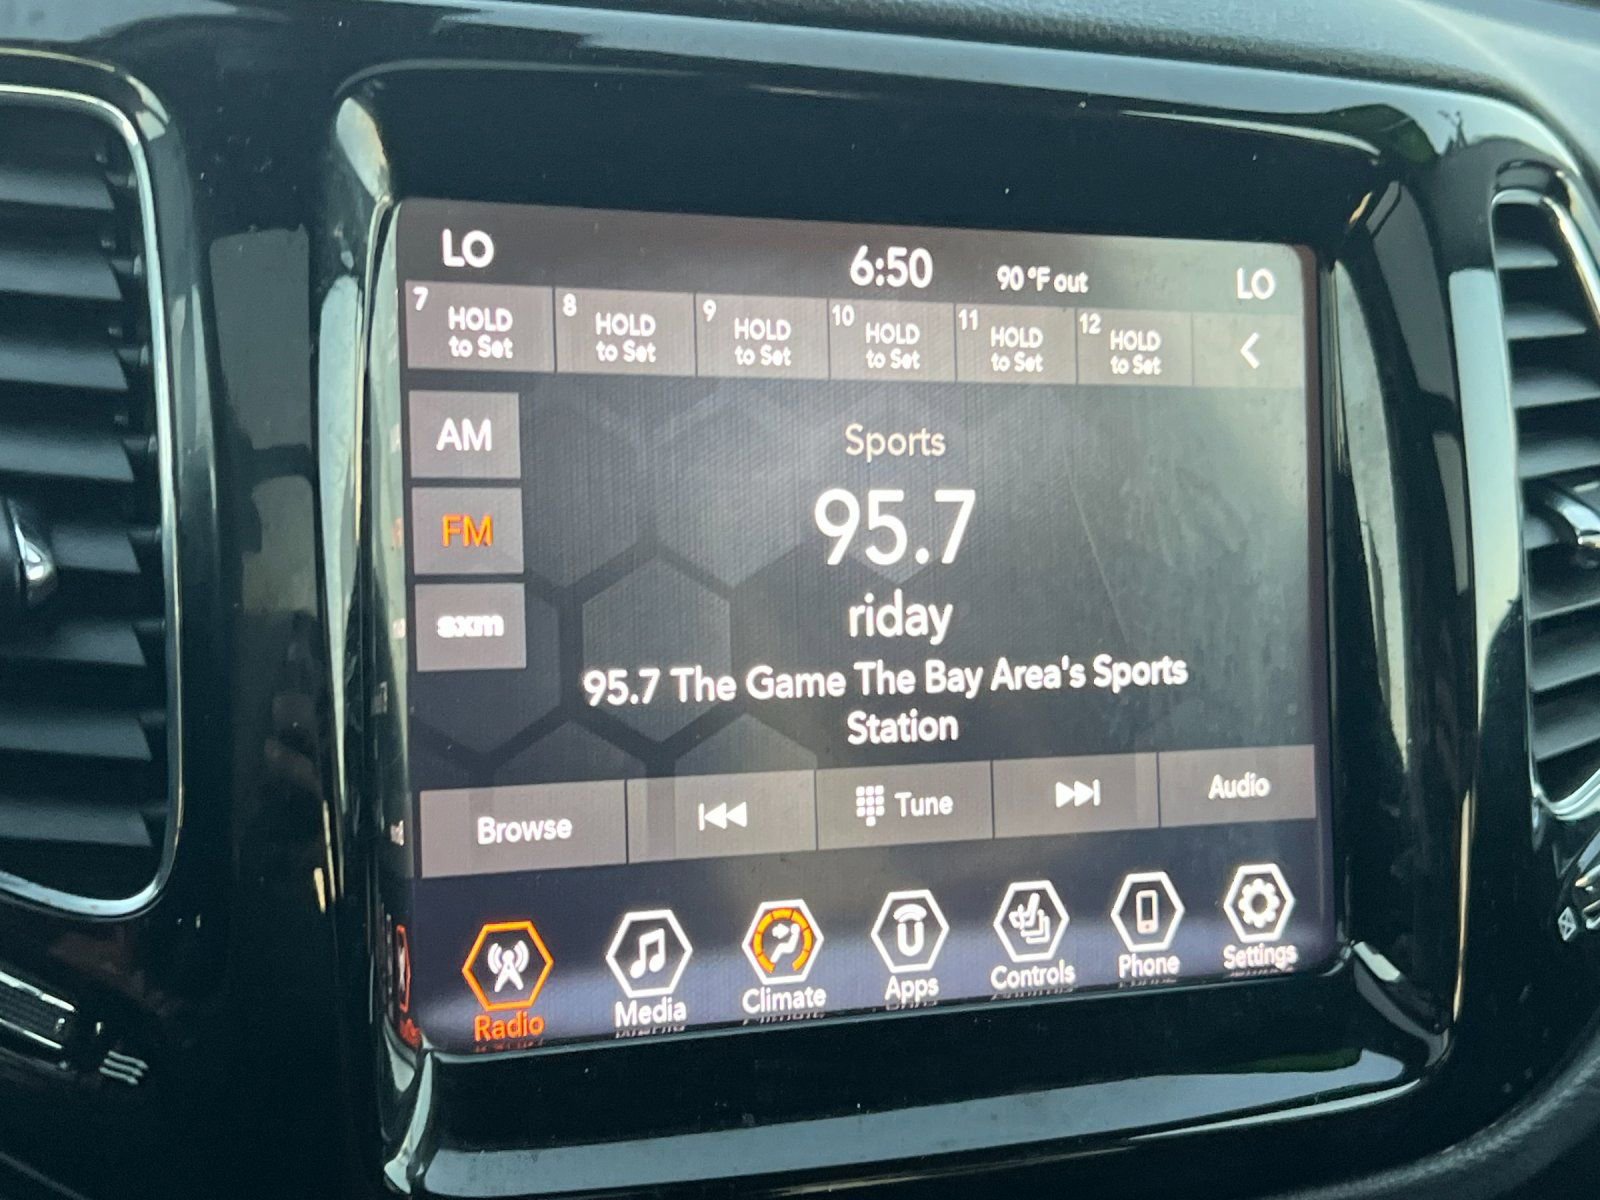 LO 6:50 90 °F out LO
7 HOLD to Set
8 HOLD to Set
9 HOLD to Set
10 HOLD to Set
11 HOLD to Set
12 HOLD to Set
AM
Sports
FM
95.7
sxm
riday
95.7 The Game The Bay Area's Sports
Station
Browse Tune Audio
Radio Media Climate Apps Controls Phone Settings